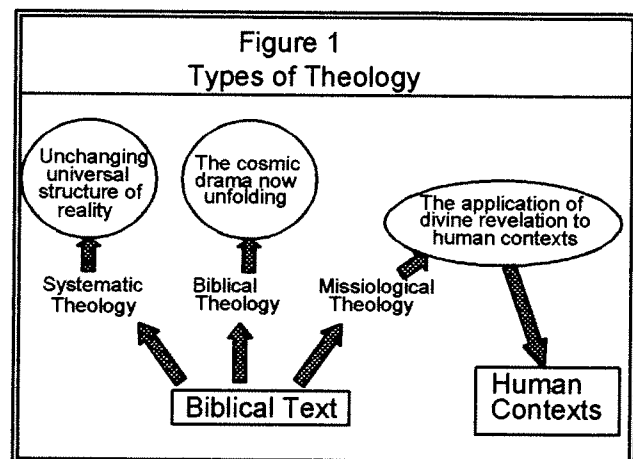 Figure 1
Types of Theology
Unchanging
universal
structure of
reality
The cosmic
drama now
unfolding
The application of
divine revelation to
human contexts
Systematic
Theology
Biblical
Theology
Missiological
Theology
Biblical Text
Human
Contexts